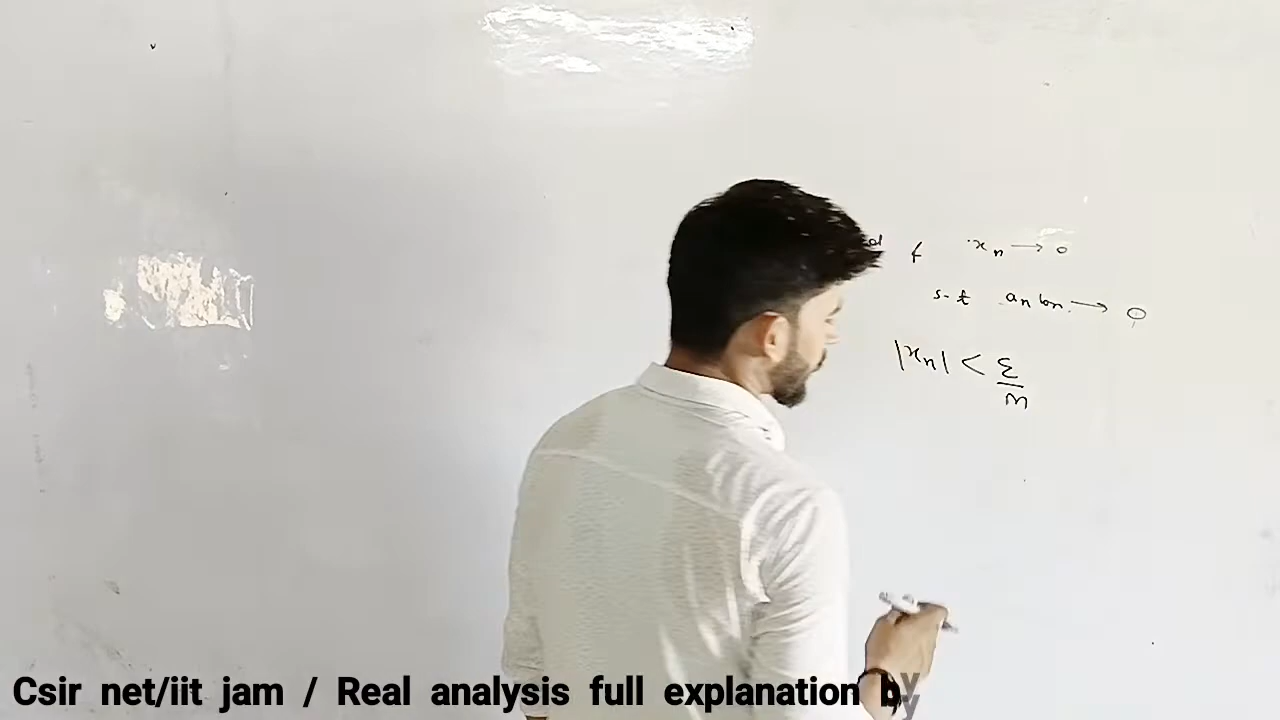 d f xn → 0
s-t an bn → 0
|xn| < ε/m
Csir net/iit jam / Real analysis full explanation by